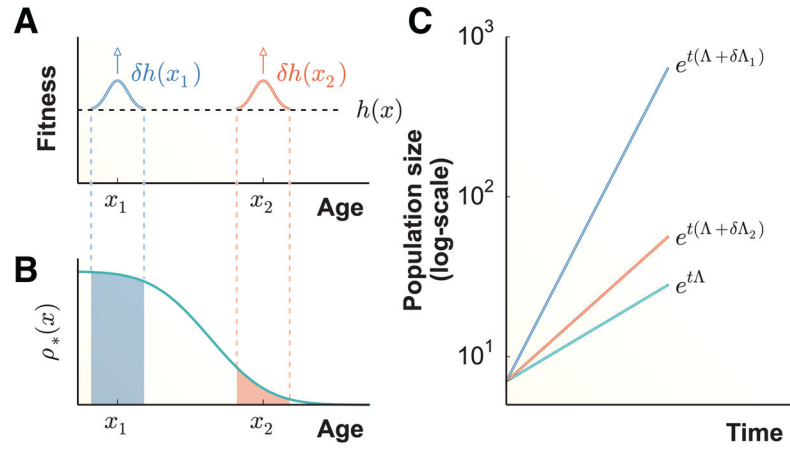 A
Fitness
δh(x₁)
δh(x₂)
h(x)
x₁
x₂
Age
B
ρ*(x)
x₁
x₂
Age
C
Population size
(log-scale)
10³
10²
10¹
e^{t(Λ+δΛ₁)}
e^{t(Λ+δΛ₂)}
e^{tΛ}
Time